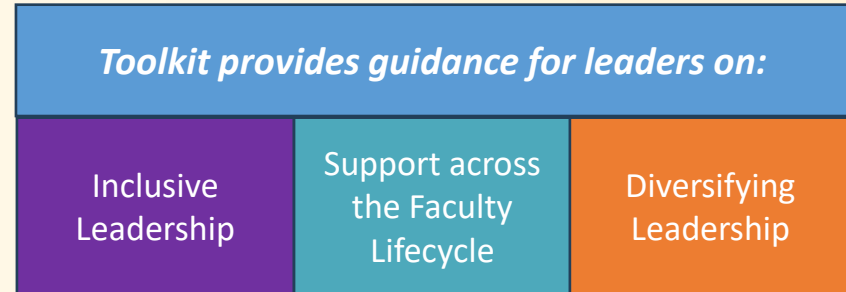 Toolkit provides guidance for leaders on:
Inclusive
Leadership
Support across
the Faculty
Lifecycle
Diversifying
Leadership